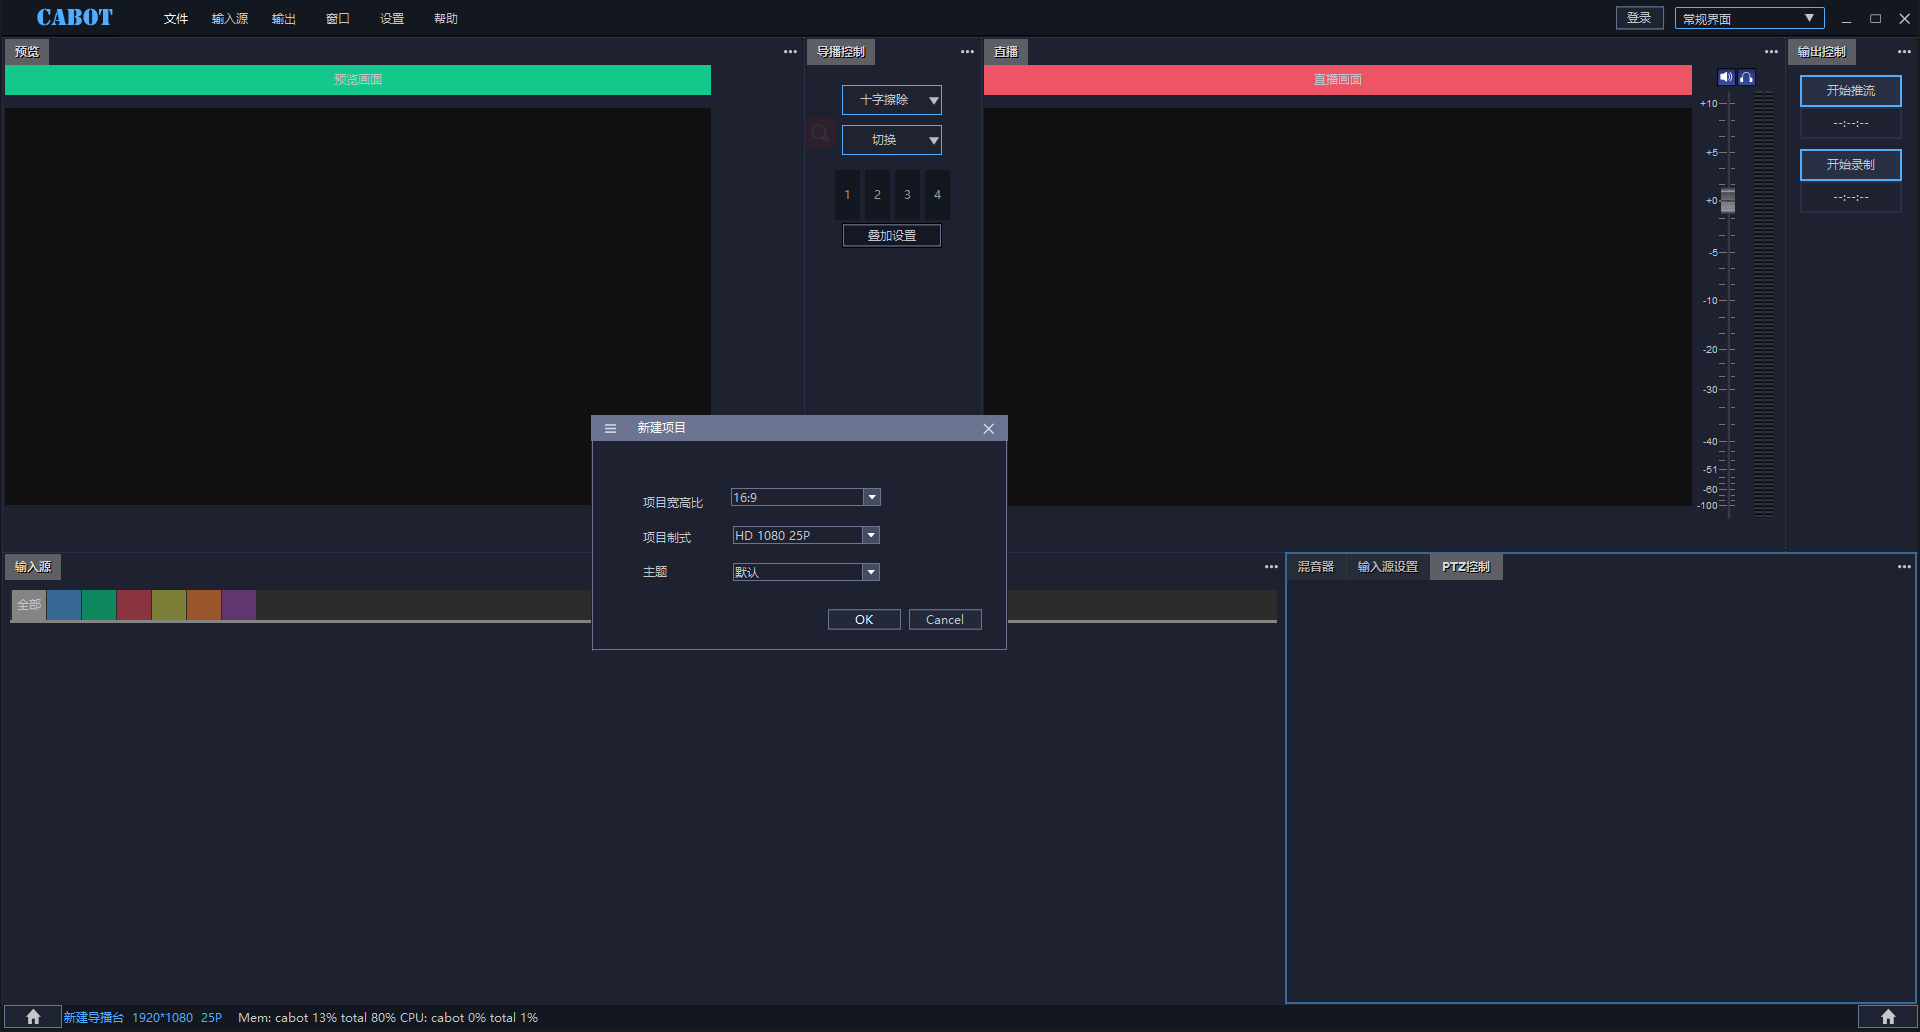 CABOT 文件 输入源 输出 窗口 设置 帮助 登录 常规界面
预览
预览画面
导播控制
十字擦除
切换
1 2 3 4
叠加设置
直播
直播画面
+10
+5
+0
-5
-10
-20
-30
-40
-51
-60
-100
输出控制
开始推流
--:--:--
开始录制
--:--:--
新建项目
项目宽高比 16:9
项目制式 HD 1080 25P
主题 默认
OK Cancel
输入源
全部
混音器 输入源设置 PTZ控制
新建导播台 1920*1080 25P Mem: cabot 13% total 80% CPU: cabot 0% total 1%